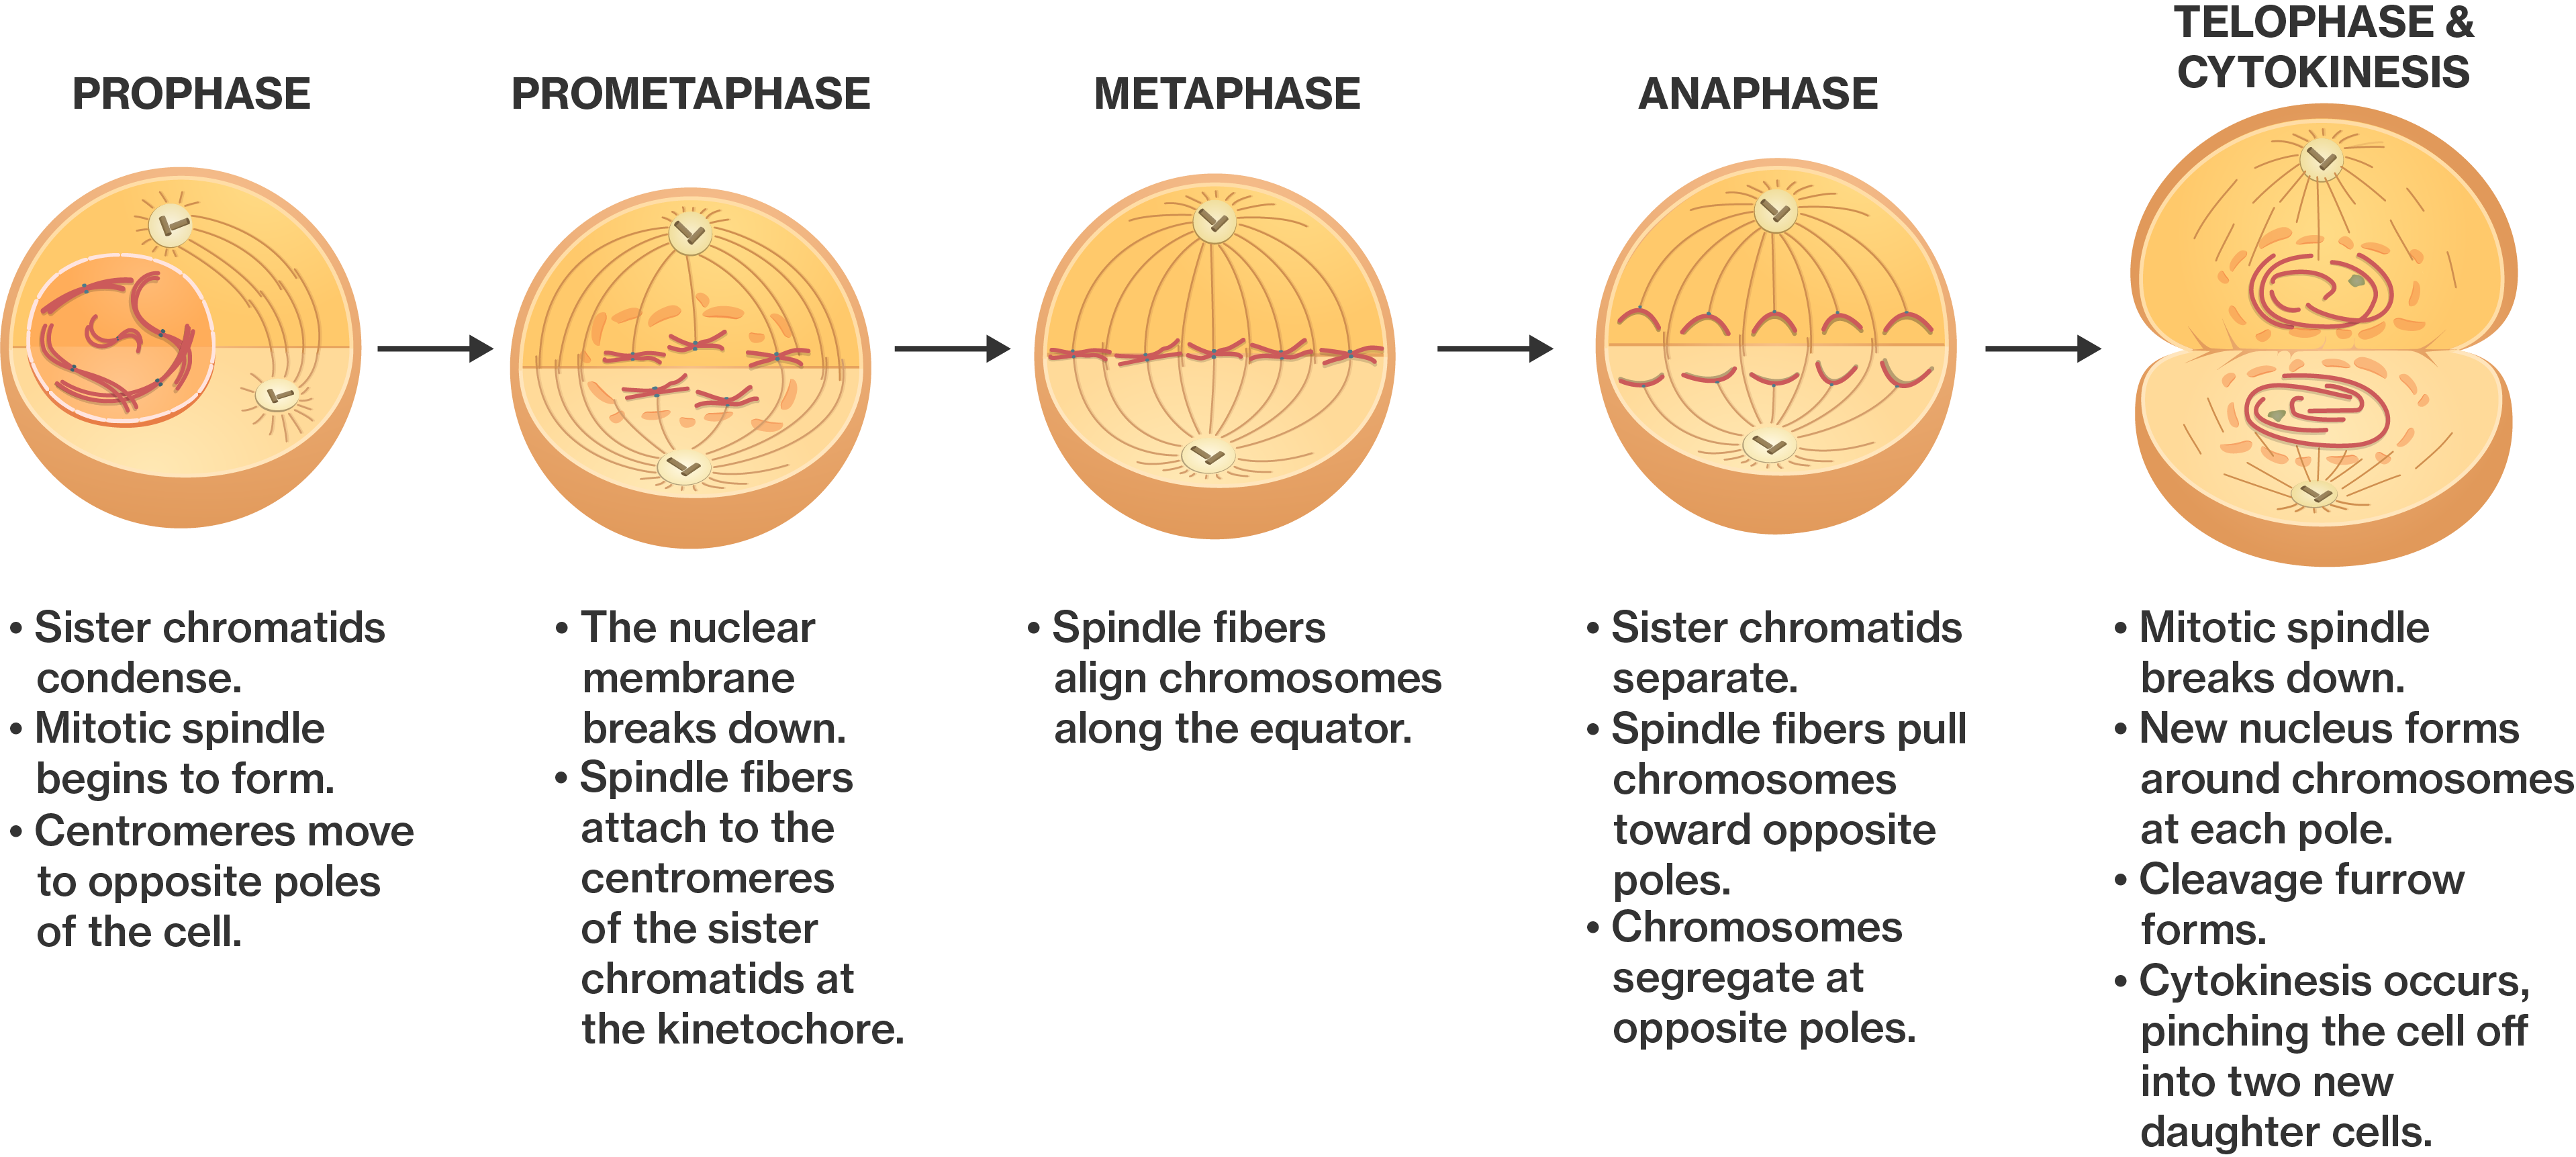 PROPHASE
• Sister chromatids
condense.
• Mitotic spindle
begins to form.
• Centromeres move
to opposite poles
of the cell.
PROMETAPHASE
• The nuclear
membrane
breaks down.
• Spindle fibers
attach to the
centromeres
of the sister
chromatids at
the kinetochore.
METAPHASE
• Spindle fibers
align chromosomes
along the equator.
ANAPHASE
• Sister chromatids
separate.
• Spindle fibers pull
chromosomes
toward opposite
poles.
• Chromosomes
segregate at
opposite poles.
TELOPHASE &
CYTOKINESIS
• Mitotic spindle
breaks down.
• New nucleus forms
around chromosomes
at each pole.
• Cleavage furrow
forms.
• Cytokinesis occurs,
pinching the cell off
into two new
daughter cells.